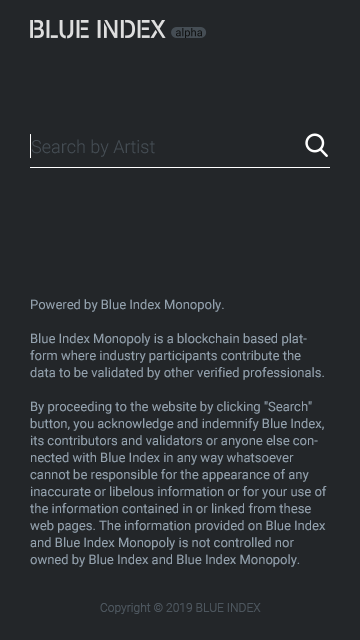 BLUE INDEX alpha
Search by Artist
Powered by Blue Index Monopoly.
Blue Index Monopoly is a blockchain based plat-
form where industry participants contribute the
data to be validated by other verified professionals.
By proceeding to the website by clicking "Search"
button, you acknowledge and indemnify Blue Index,
its contributors and validators or anyone else con-
nected with Blue Index in any way whatsoever
cannot be responsible for the appearance of any
inaccurate or libelous information or for your use of
the information contained in or linked from these
web pages. The information provided on Blue Index
and Blue Index Monopoly is not controlled nor
owned by Blue Index and Blue Index Monopoly.
Copyright © 2019 BLUE INDEX